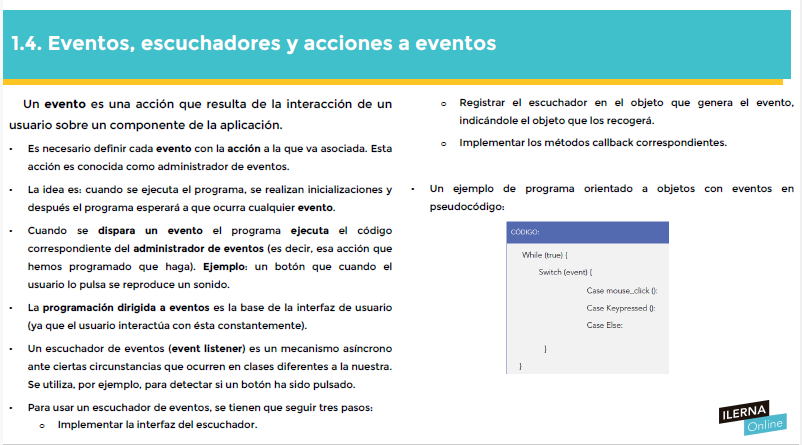 1.4. Eventos, escuchadores y acciones a eventos
Un evento es una acción que resulta de la interacción de un
usuario sobre un componente de la aplicación.
• Es necesario definir cada evento con la acción a la que va asociada. Esta
acción es conocida como administrador de eventos.
• La idea es: cuando se ejecuta el programa, se realizan inicializaciones y
después el programa esperará a que ocurra cualquier evento.
• Cuando se dispara un evento el programa ejecuta el código
correspondiente del administrador de eventos (es decir, esa acción que
hemos programado que haga). Ejemplo: un botón que cuando el
usuario lo pulsa se reproduce un sonido.
• La programación dirigida a eventos es la base de la interfaz de usuario
(ya que el usuario interactúa con ésta constantemente).
• Un escuchador de eventos (event listener) es un mecanismo asíncrono
ante ciertas circunstancias que ocurren en clases diferentes a la nuestra.
Se utiliza, por ejemplo, para detectar si un botón ha sido pulsado.
• Para usar un escuchador de eventos, se tienen que seguir tres pasos:
o Implementar la interfaz del escuchador.
o Registrar el escuchador en el objeto que genera el evento,
indicándole el objeto que los recogerá.
o Implementar los métodos callback correspondientes.
• Un ejemplo de programa orientado a objetos con eventos en
pseudocódigo:
CÓDIGO:
While (true) {
Switch (event) {
Case mouse_click ():
Case Keypressed ():
Case Else:
}
}
ILERNA
Online